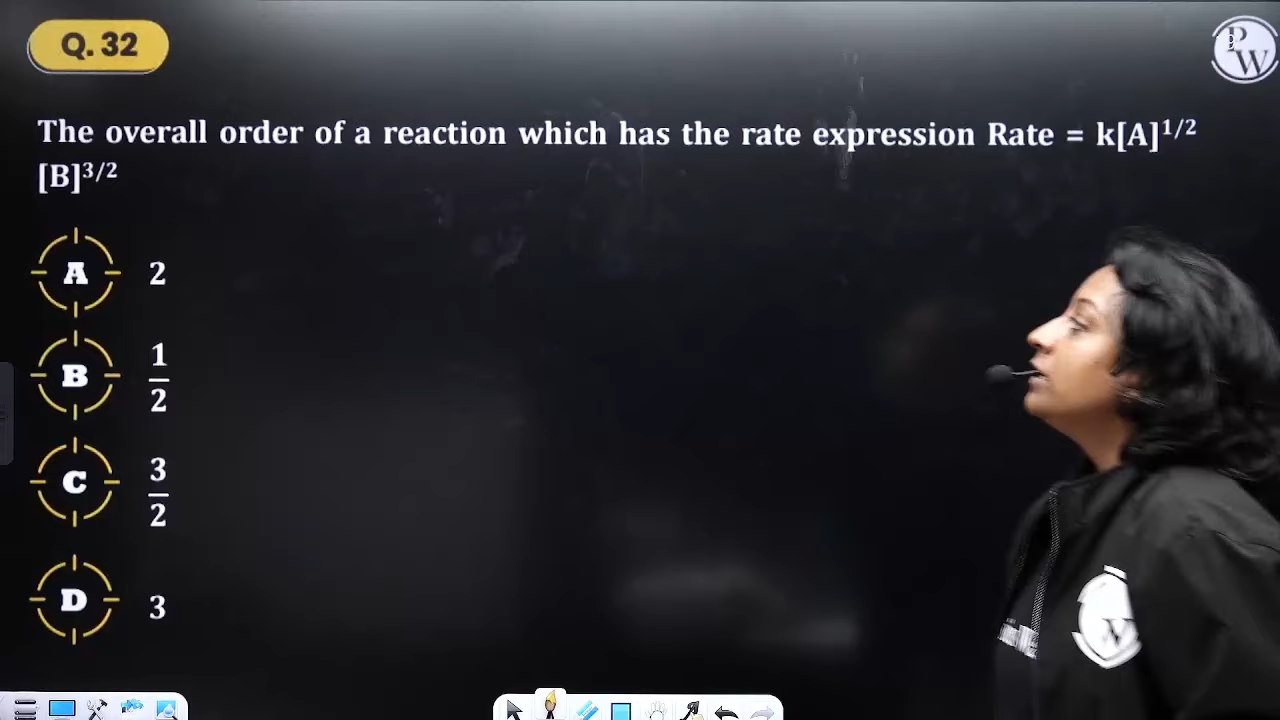 Q. 32
PW
The overall order of a reaction which has the rate expression Rate = k[A]^1/2
[B]^3/2
A 2
B 1/2
C 3/2
D 3
W